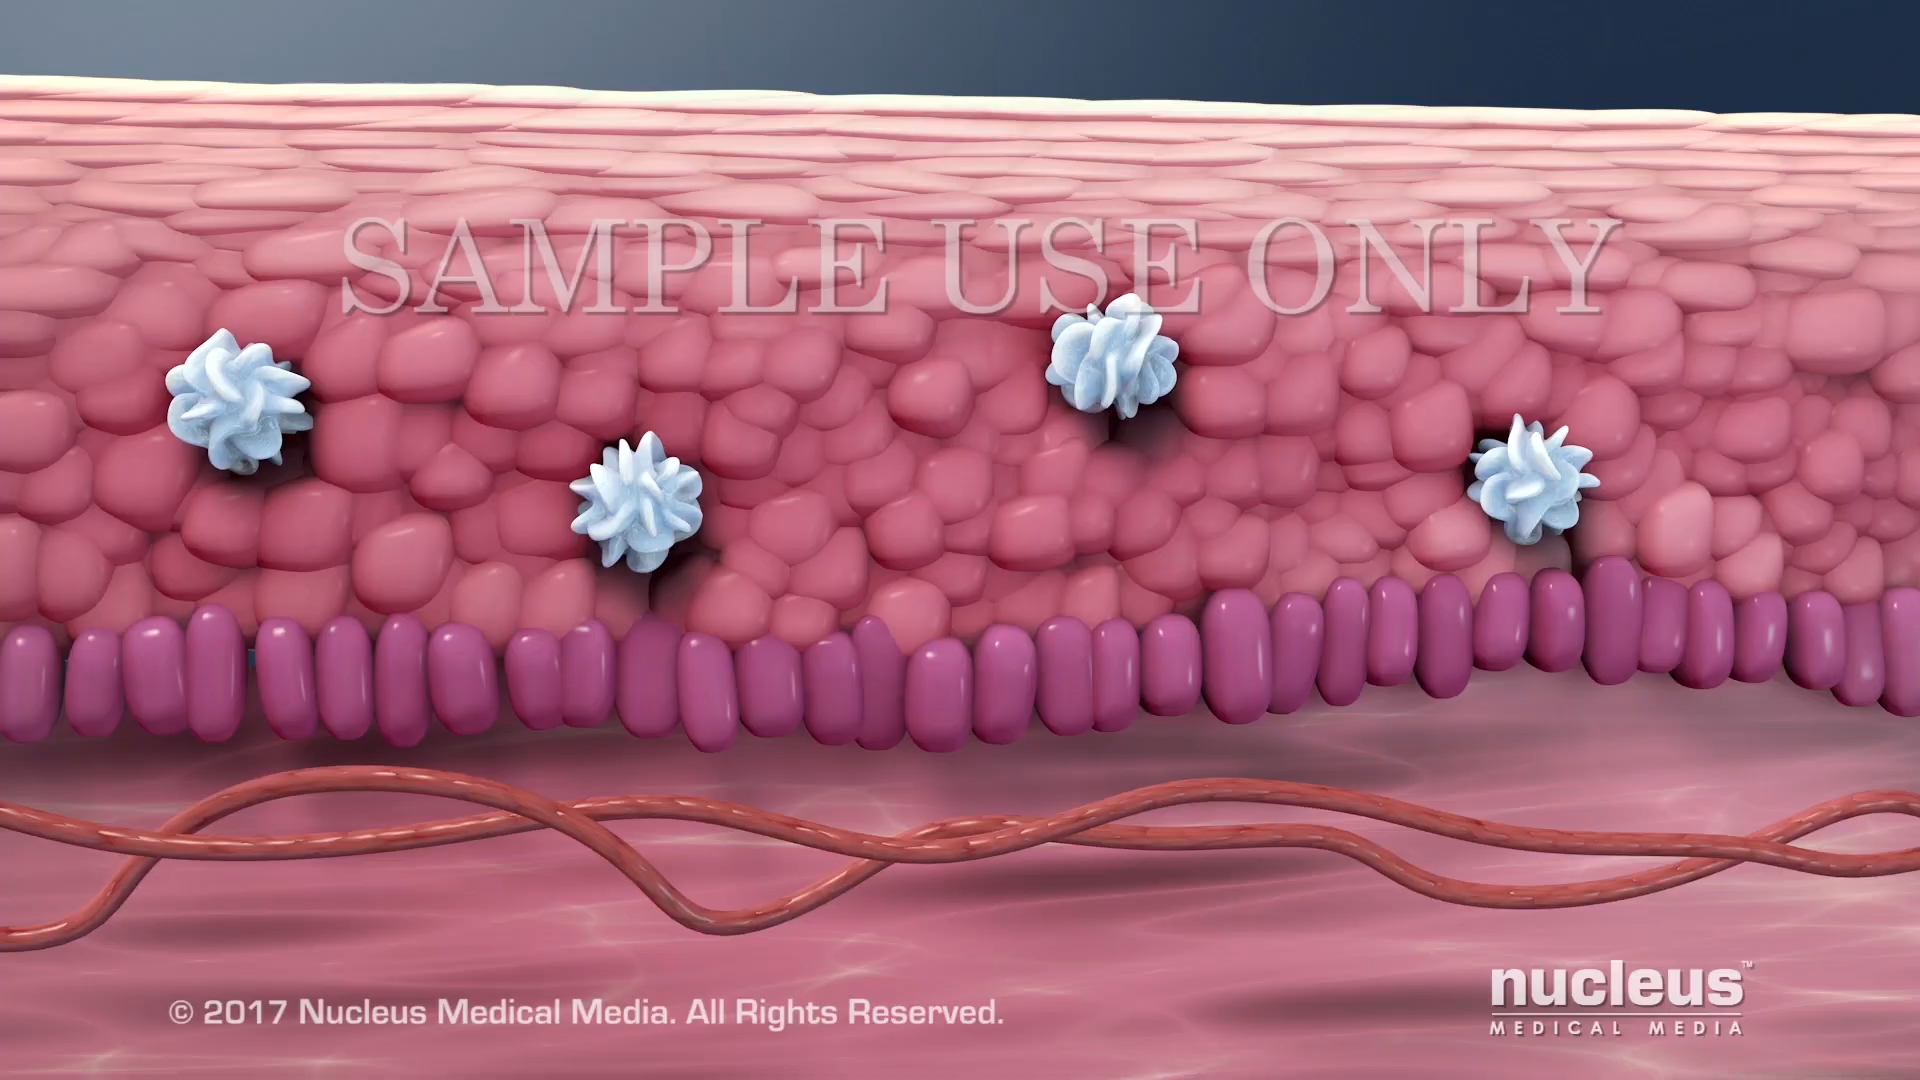 SAMPLE USE ONLY
© 2017 Nucleus Medical Media. All Rights Reserved.
nucleus™
MEDICAL MEDIA